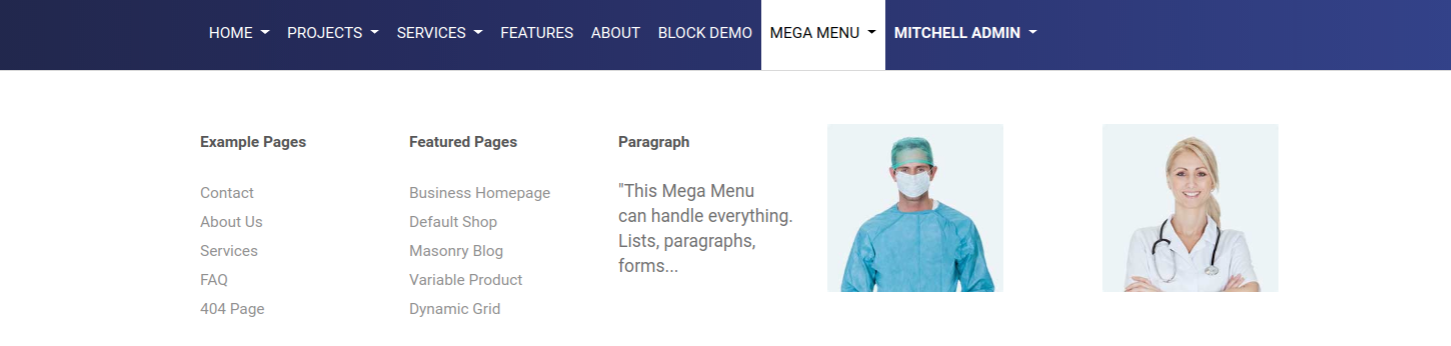 HOME PROJECTS SERVICES FEATURES ABOUT BLOCK DEMO MEGA MENU MITCHELL ADMIN
Example Pages
Contact
About Us
Services
FAQ
404 Page
Featured Pages
Business Homepage
Default Shop
Masonry Blog
Variable Product
Dynamic Grid
Paragraph
"This Mega Menu
can handle everything.
Lists, paragraphs,
forms...